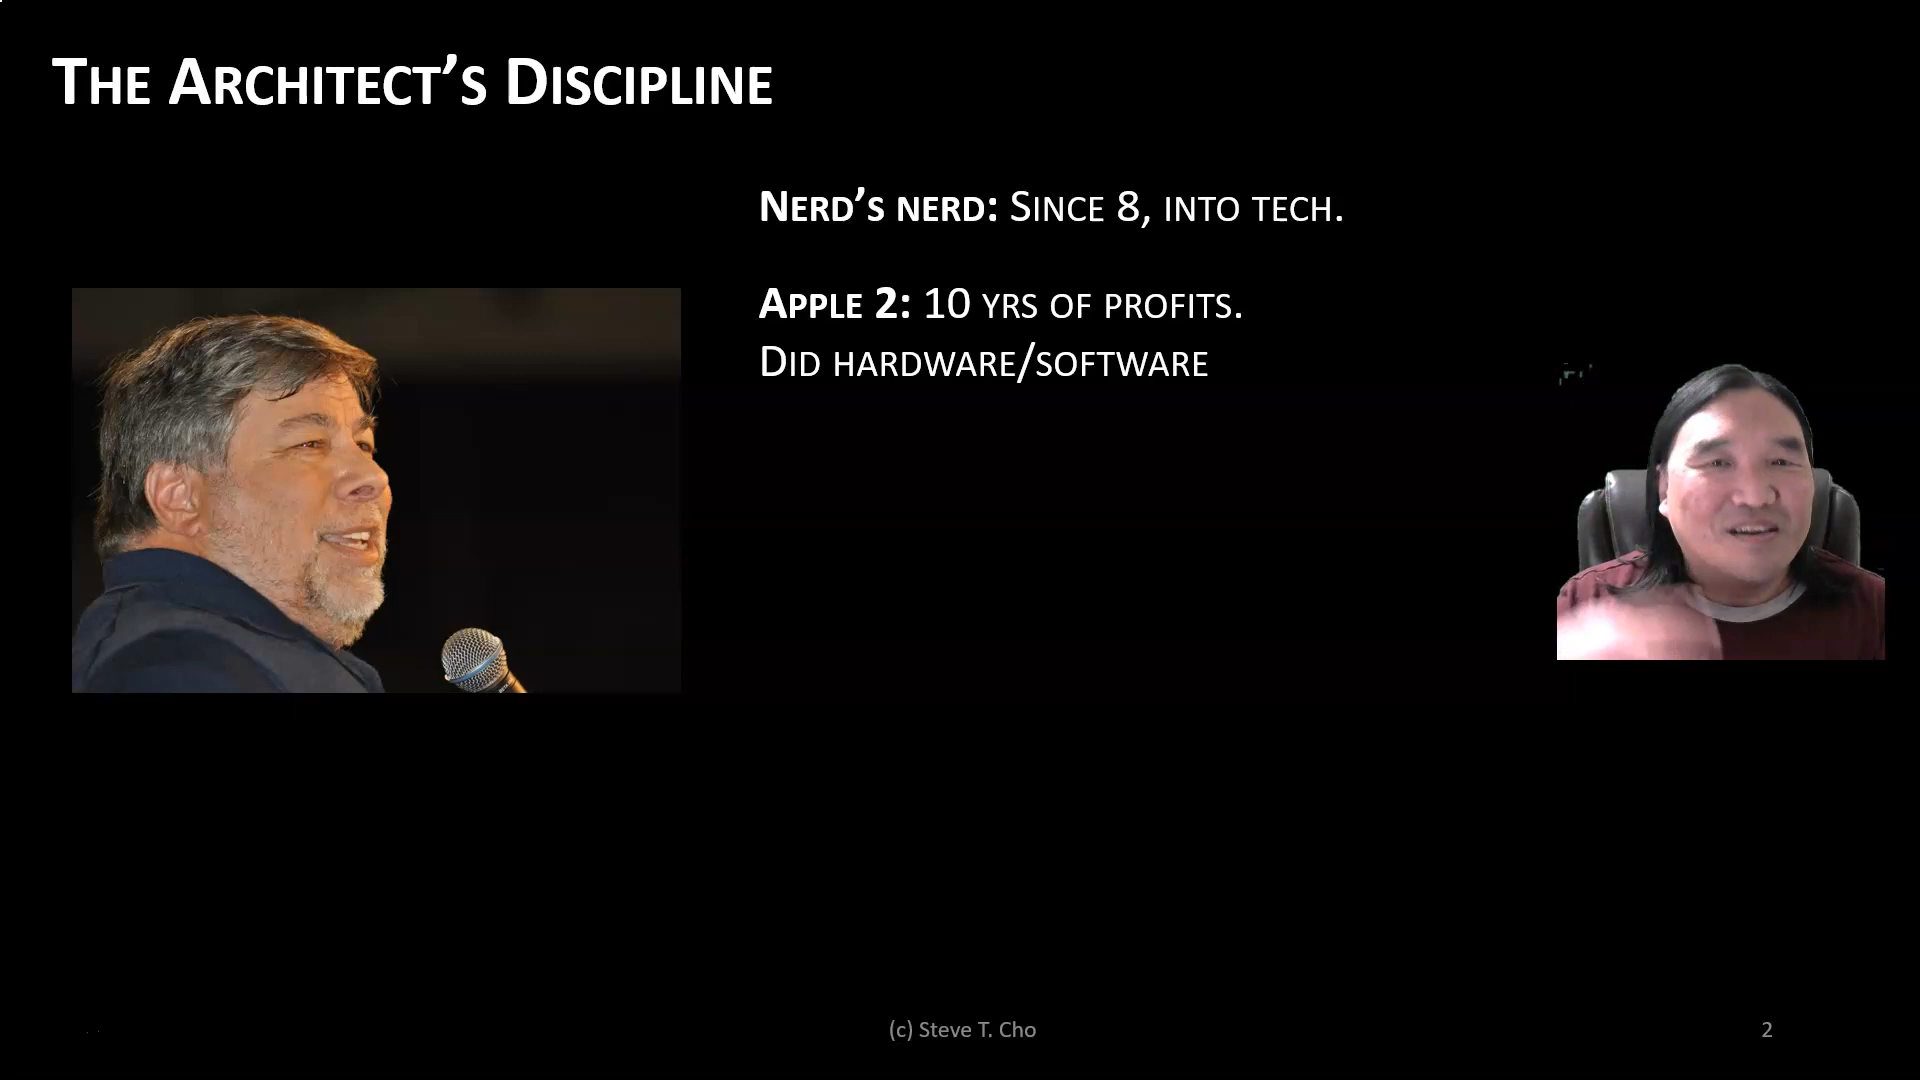 The Architect’s Discipline
Nerd’s nerd: Since 8, into tech.
Apple 2: 10 yrs of profits.
Did hardware/software
(c) Steve T. Cho
2